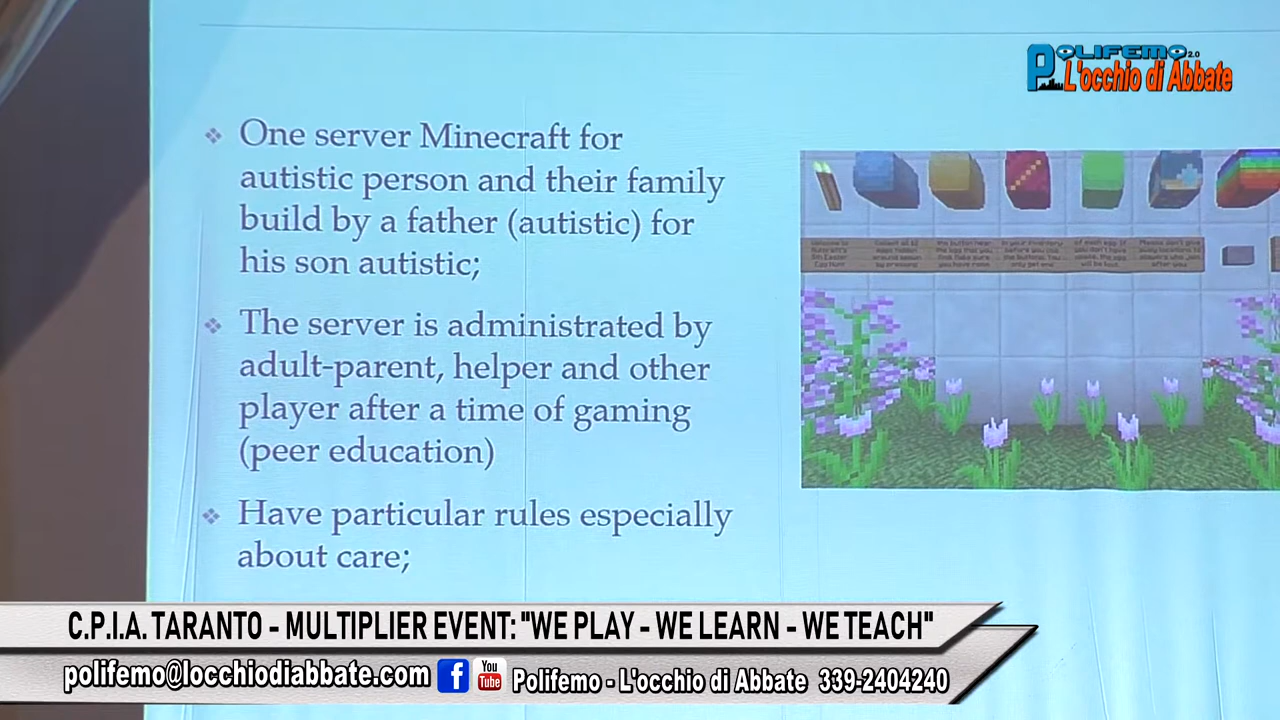 POLIFEMO 2.0
L'occhio di Abbate
❖ One server Minecraft for
autistic person and their family
build by a father (autistic) for
his son autistic;
❖ The server is administrated by
adult-parent, helper and other
player after a time of gaming
(peer education)
❖ Have particular rules especially
about care;
C.P.I.A. TARANTO - MULTIPLIER EVENT: "WE PLAY - WE LEARN - WE TEACH"
polifemo@locchiodiabbate.com
You
Tube
Polifemo - L'occhio di Abbate 339-2404240